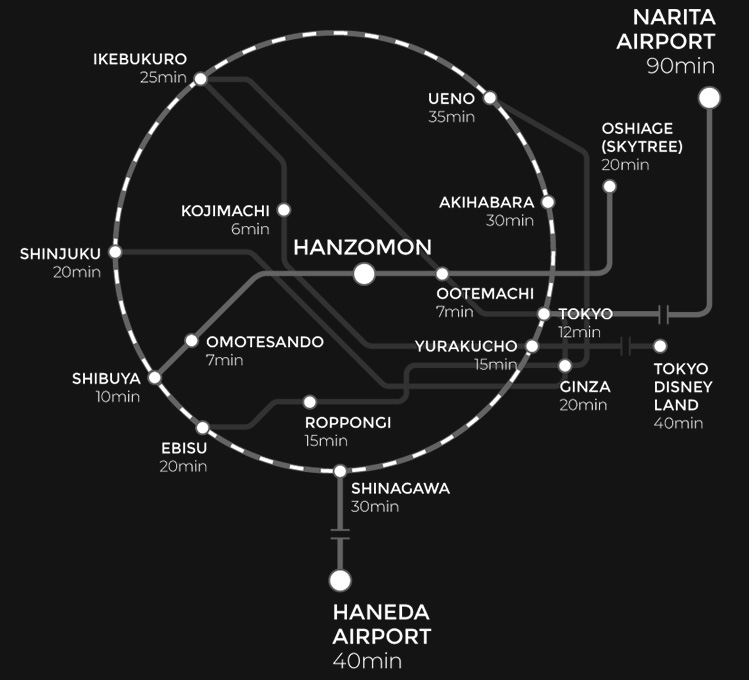 NARITA
AIRPORT
90min
IKEBUKURO
25min
UENO
35min
OSHIAGE
(SKYTREE)
20min
KOJIMACHI
6min
AKIHABARA
30min
SHINJUKU
20min
HANZOMON
OOTEMACHI
7min
TOKYO
12min
OMOTESANDO
7min
YURAKUCHO
15min
SHIBUYA
10min
GINZA
20min
TOKYO
DISNEY
LAND
40min
ROPPONGI
15min
EBISU
20min
SHINAGAWA
30min
HANEDA
AIRPORT
40min